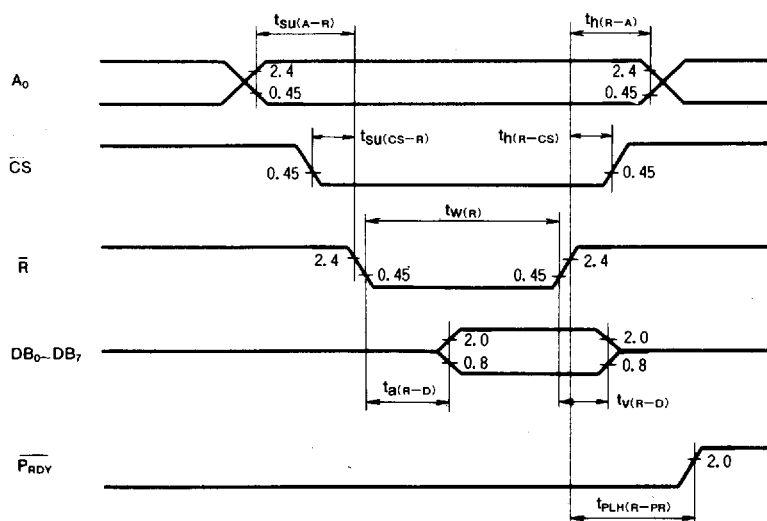 tsu(A-R)
th(R-A)
A0
2.4
0.45
2.4
0.45
tsu(CS-R)
th(R-CS)
CS
0.45
0.45
tw(R)
R
2.4
0.45
0.45
2.4
DB0~DB7
2.0
0.8
2.0
0.8
ta(R-D)
tv(R-D)
PRDY
2.0
tPLH(R-PR)